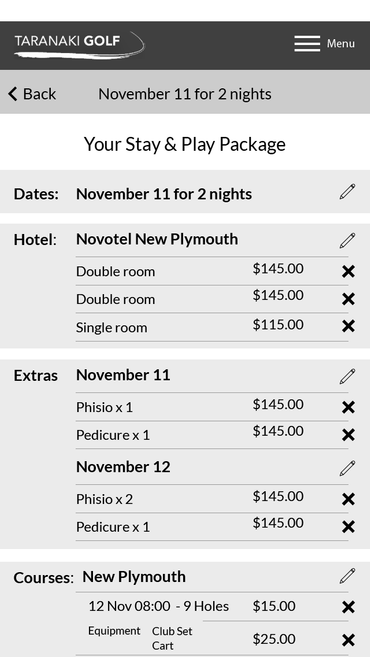 TARANAKI GOLF
Menu
Back November 11 for 2 nights
Your Stay & Play Package
Dates: November 11 for 2 nights
Hotel: Novotel New Plymouth
Double room $145.00
Double room $145.00
Single room $115.00
Extras November 11
Phisio x 1 $145.00
Pedicure x 1 $145.00
November 12
Phisio x 2 $145.00
Pedicure x 1 $145.00
Courses: New Plymouth
12 Nov 08:00 - 9 Holes $15.00
Equipment Club Set $25.00
Cart